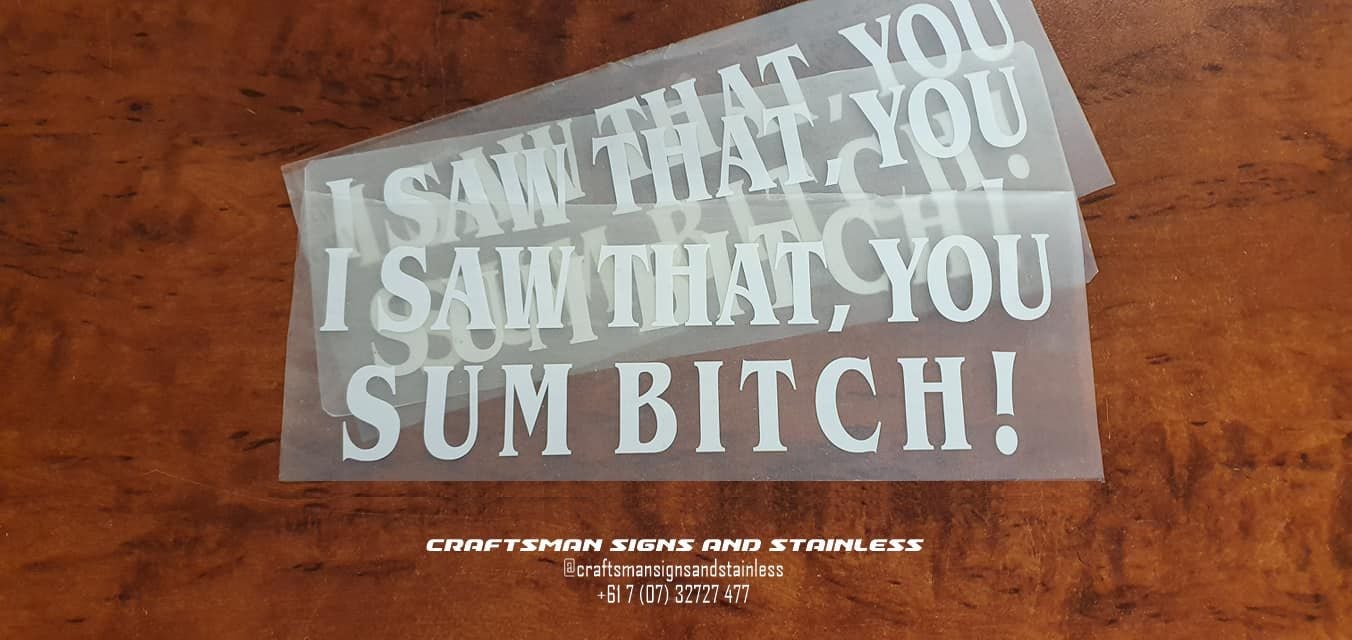 I SAW THAT, YOU
I SAW THAT, YOU
I SAW THAT, YOU
SUM BITCH!
CRAFTSMAN SIGNS AND STAINLESS
@craftsmansignsandstainless
+61 7 (07) 32727 477